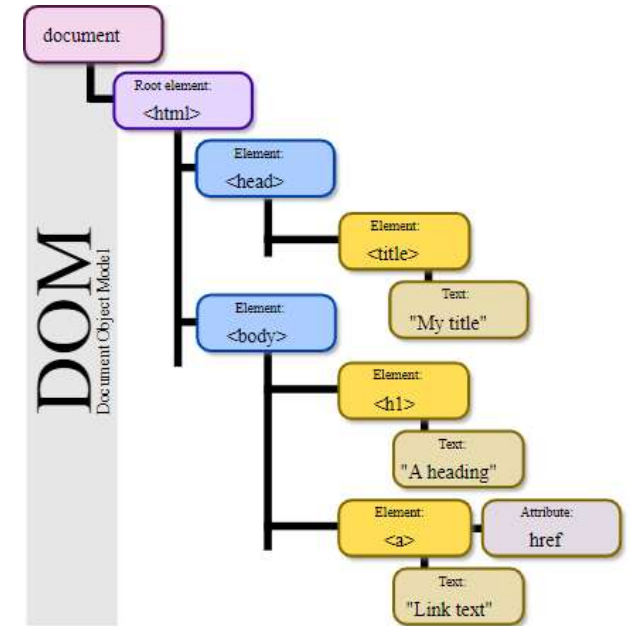 document
Root element:
<html>
Element:
<head>
Element:
<title>
Text:
"My title"
Element:
<body>
Element:
<h1>
Text:
"A heading"
Element:
<a>
Attribute:
href
Text:
"Link text"
DOM
Document Object Model